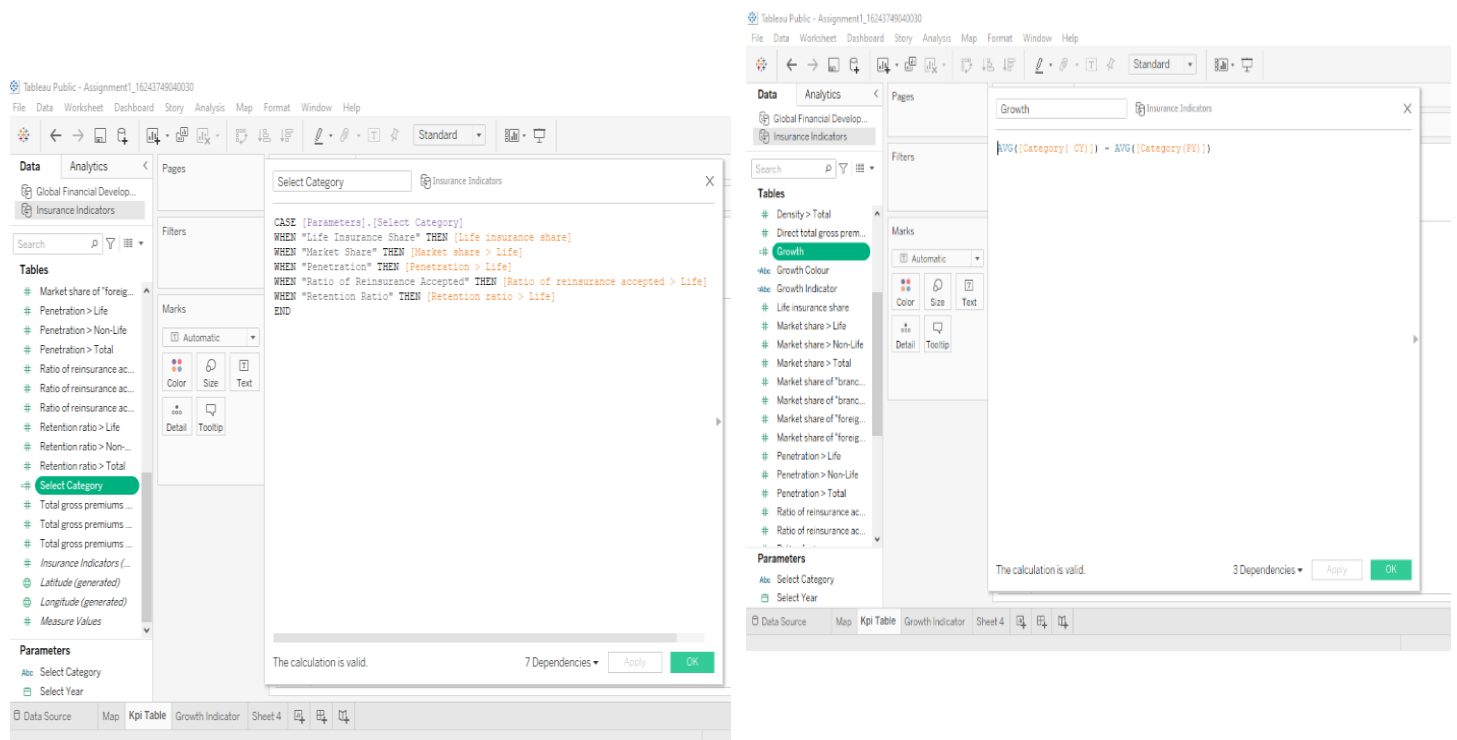 Tableau Public - Assignment1_16243749040030
File Data Worksheet Dashboard Story Analysis Map Format Window Help
Standard
Data Analytics
Global Financial Develop...
Insurance Indicators
Search
Tables
# Market share of "foreig...
# Penetration > Life
# Penetration > Non-Life
# Penetration > Total
# Ratio of reinsurance ac...
# Ratio of reinsurance ac...
# Ratio of reinsurance ac...
# Retention ratio > Life
# Retention ratio > Non-...
# Retention ratio > Total
=# Select Category
# Total gross premiums ...
# Total gross premiums ...
# Total gross premiums ...
# Insurance Indicators (...
Latitude (generated)
Longitude (generated)
# Measure Values
Parameters
Abc Select Category
Select Year
Pages
Filters
Marks
Automatic
Color Size Text
Detail Tooltip
Select Category Insurance Indicators X
CASE [Parameters].[Select Category]
WHEN "Life Insurance Share" THEN [Life insurance share]
WHEN "Market Share" THEN [Market share > Life]
WHEN "Penetration" THEN [Penetration > Life]
WHEN "Ratio of Reinsurance Accepted" THEN [Ratio of reinsurance accepted > Life]
WHEN "Retention Ratio" THEN [Retention ratio > Life]
END
The calculation is valid. 7 Dependencies Apply OK
Data Source Map Kpi Table Growth Indicator Sheet 4
Tableau Public - Assignment1_16243749040030
File Data Worksheet Dashboard Story Analysis Map Format Window Help
Standard
Data Analytics
Global Financial Develop...
Insurance Indicators
Search
Tables
# Density > Total
# Direct total gross prem...
=# Growth
=Abc Growth Colour
=Abc Growth Indicator
# Life insurance share
# Market share > Life
# Market share > Non-Life
# Market share > Total
# Market share of "branc...
# Market share of "branc...
# Market share of "foreig...
# Market share of "foreig...
# Penetration > Life
# Penetration > Non-Life
# Penetration > Total
# Ratio of reinsurance ac...
# Ratio of reinsurance ac...
Parameters
Abc Select Category
Select Year
Pages
Filters
Marks
Automatic
Color Size Text
Detail Tooltip
Growth Insurance Indicators X
AVG([Category( CY)]) - AVG([Category(PY)])
The calculation is valid. 3 Dependencies Apply OK
Data Source Map Kpi Table Growth Indicator Sheet 4